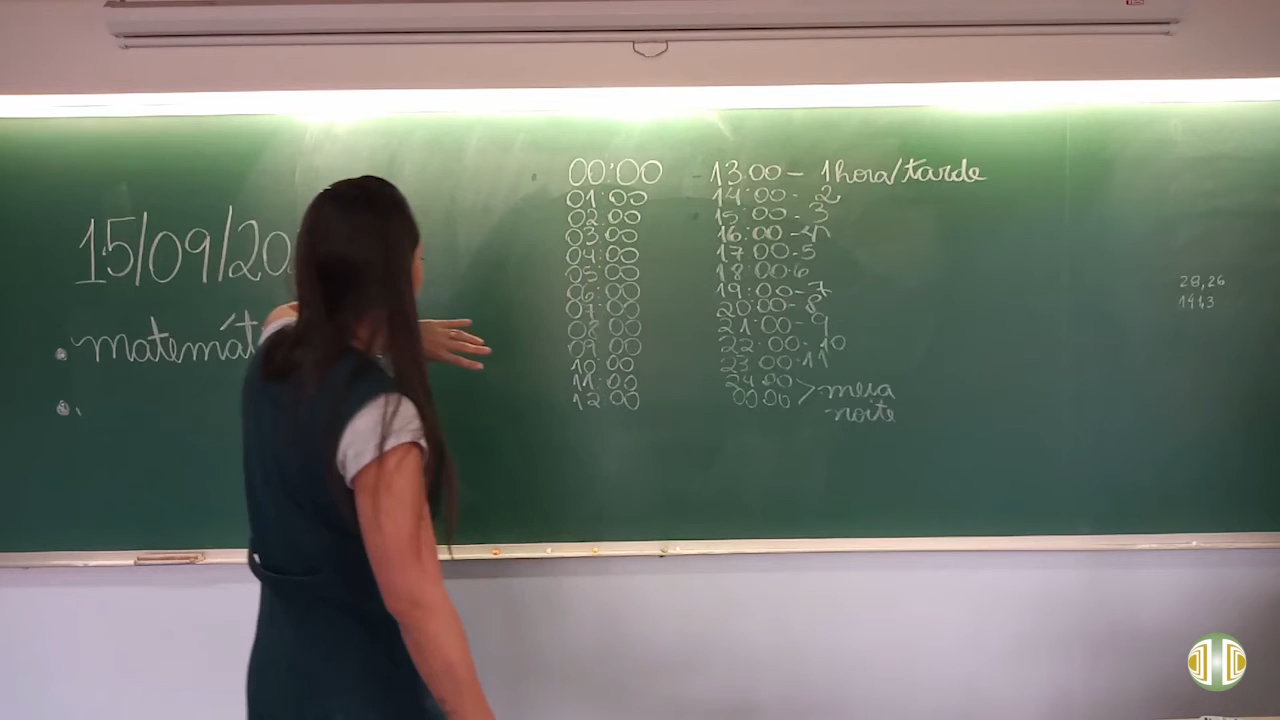 15/09/20
• matemát
•
00:00
01:00
02:00
03:00
04:00
05:00
06:00
07:00
08:00
09:00
10:00
11:00
12:00
13:00 - 1 hora/tarde
14:00 - 2
15:00 - 3
16:00 - 4
17:00 - 5
18:00 - 6
19:00 - 7
20:00 - 8
21:00 - 9
22:00 - 10
23:00 - 11
24:00
00:00 > meia
noite
28,26